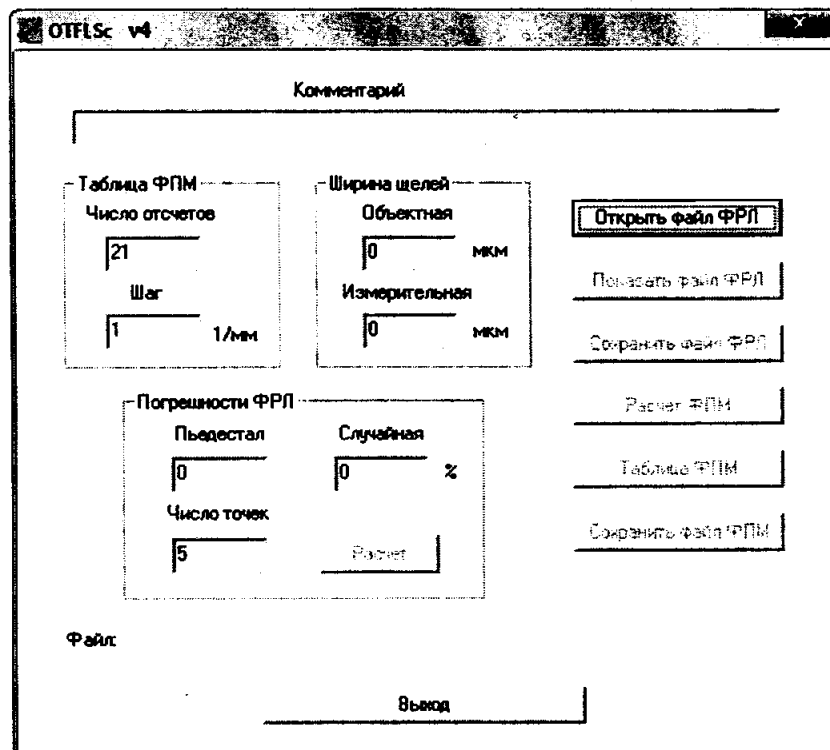 OTFLSc v4
Комментарий
Таблица ФПМ
Число отсчетов
21
Шаг
1 1/мм
Ширина щелей
Объектная
0 мкм
Измерительная
0 мкм
Открыть файл ФРЛ
Показать файл ФРЛ
Сохранить файл ФРЛ
Расчет ФПМ
Таблица ФПМ
Сохранить файл ФПМ
Погрешности ФРЛ
Пьедестал
0
Случайная
0 %
Число точек
5
Расчет
Файл:
Выход